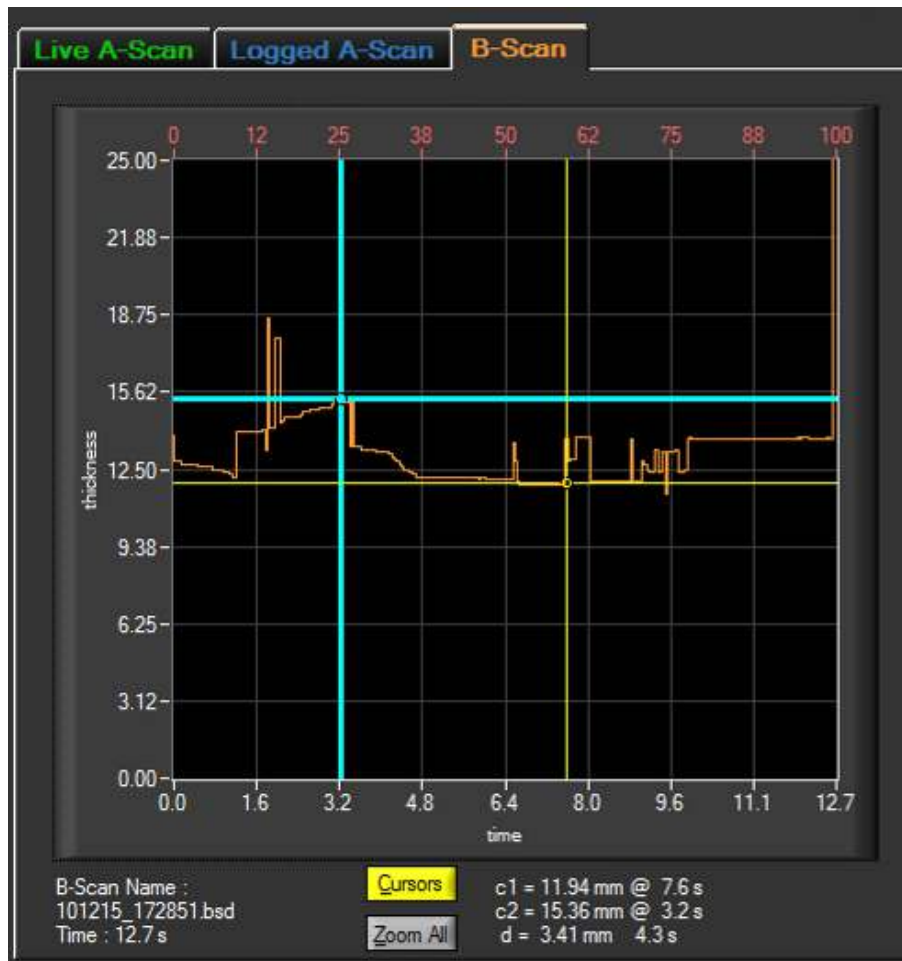 Live A-Scan Logged A-Scan B-Scan
0 12 25 38 50 62 75 88 100
25.00
21.88
18.75
15.62
12.50
9.38
6.25
3.12
0.00
thickness
0.0 1.6 3.2 4.8 6.4 8.0 9.6 11.1 12.7
time
B-Scan Name :
101215_172851.bsd
Time : 12.7 s
Cursors
Zoom All
c1 = 11.94 mm @ 7.6 s
c2 = 15.36 mm @ 3.2 s
d = 3.41 mm 4.3 s